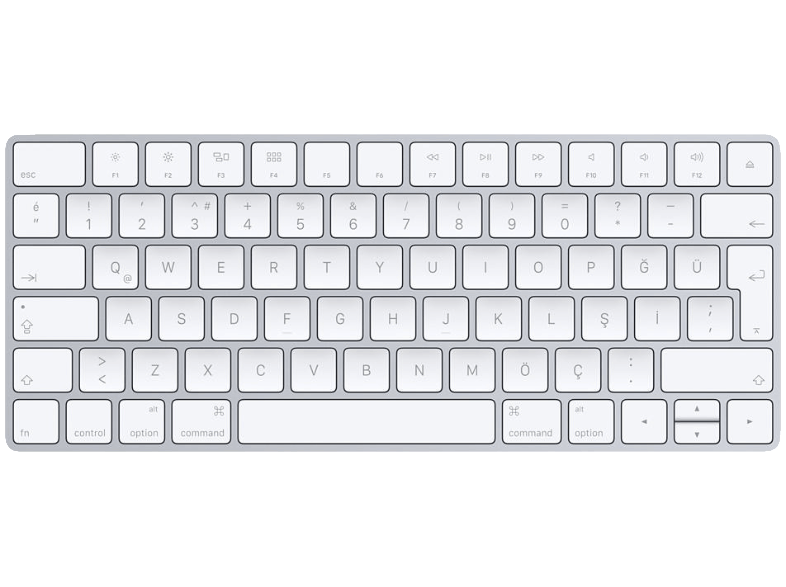 esc F1 F2 F3 F4 F5 F6 F7 F8 F9 F10 F11 F12
é ! ' ^ # + % & / ( ) = ? _
" 1 2 3 4 5 6 7 8 9 0 * -
Q @ W E R T Y U I O P Ğ Ü
A S D F G H J K L Ş İ ; ,
> < Z X C V B N M Ö Ç : .
alt ⌘ ⌘ alt
fn control option command command option